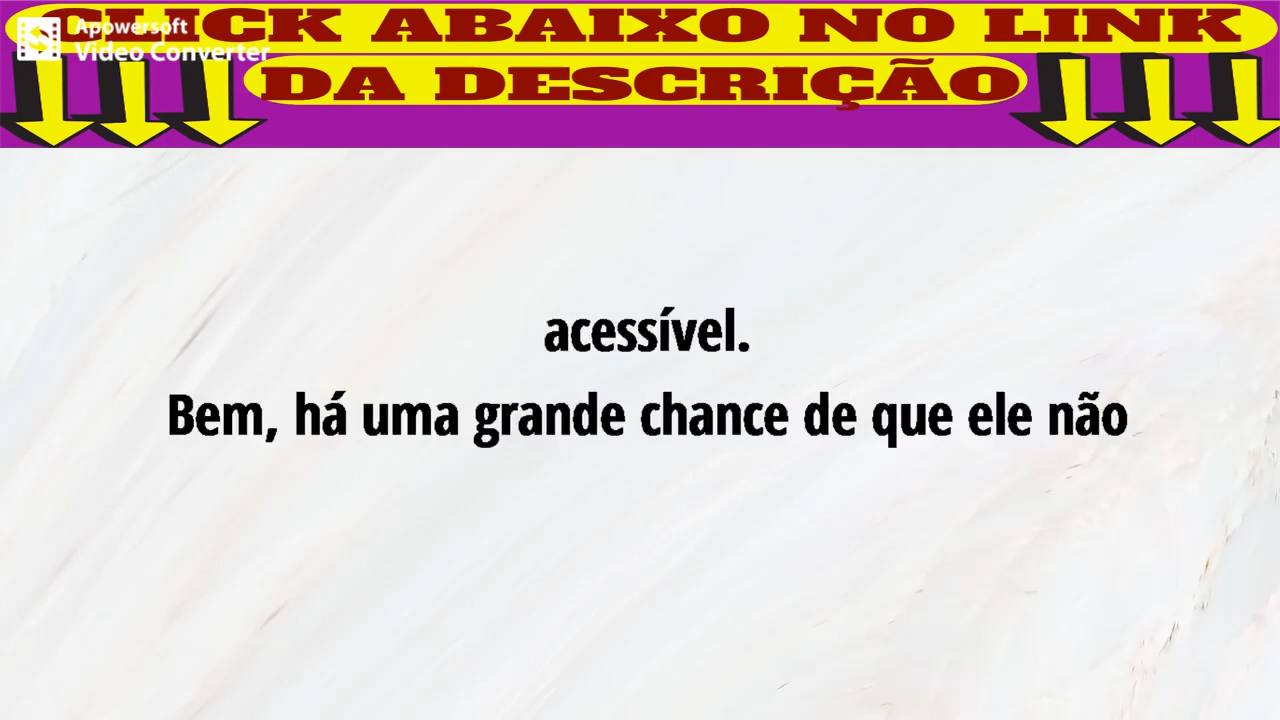 CLICK ABAIXO NO LINK
DA DESCRIÇÃO
Apowersoft
Video Converter
acessível.
Bem, há uma grande chance de que ele não